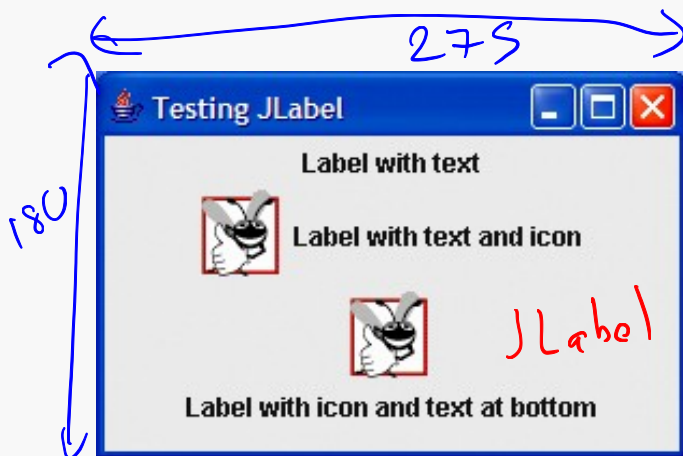 275
Testing JLabel
Label with text
180
Label with text and icon
JLabel
Label with icon and text at bottom